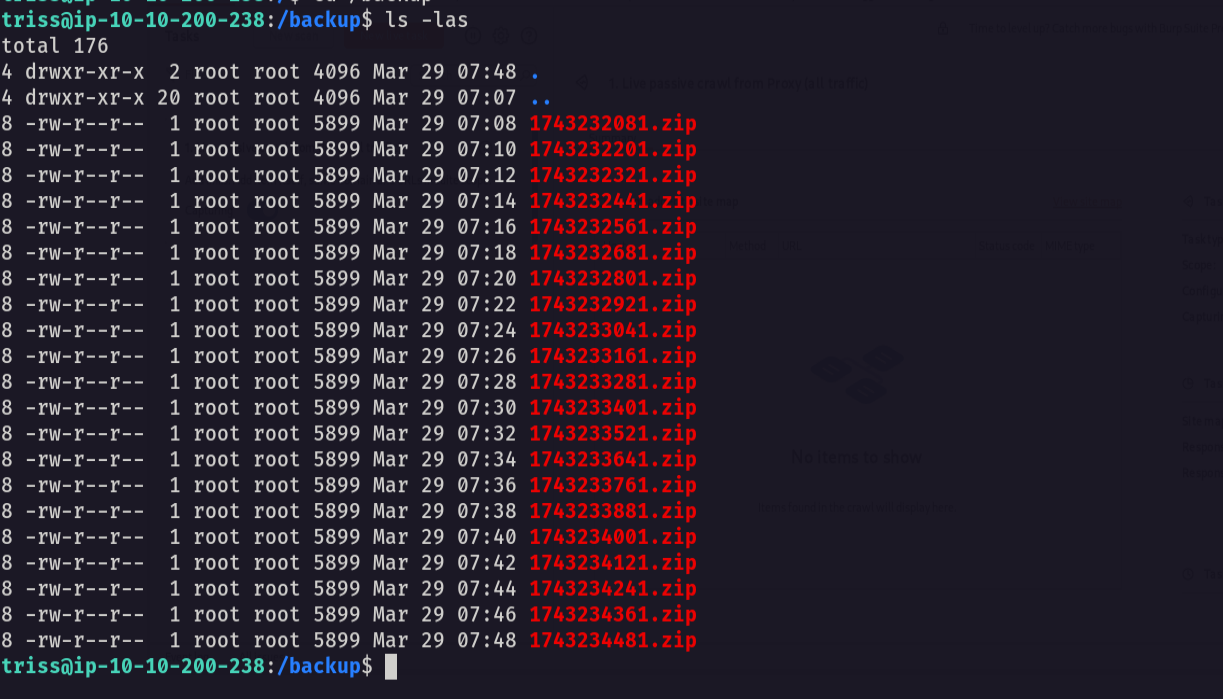 triss@ip-10-10-200-238:/backup$ ls -las
total 176
4 drwxr-xr-x  2 root root 4096 Mar 29 07:48 .
4 drwxr-xr-x 20 root root 4096 Mar 29 07:07 ..
8 -rw-r--r--  1 root root 5899 Mar 29 07:08 1743232081.zip
8 -rw-r--r--  1 root root 5899 Mar 29 07:10 1743232201.zip
8 -rw-r--r--  1 root root 5899 Mar 29 07:12 1743232321.zip
8 -rw-r--r--  1 root root 5899 Mar 29 07:14 1743232441.zip
8 -rw-r--r--  1 root root 5899 Mar 29 07:16 1743232561.zip
8 -rw-r--r--  1 root root 5899 Mar 29 07:18 1743232681.zip
8 -rw-r--r--  1 root root 5899 Mar 29 07:20 1743232801.zip
8 -rw-r--r--  1 root root 5899 Mar 29 07:22 1743232921.zip
8 -rw-r--r--  1 root root 5899 Mar 29 07:24 1743233041.zip
8 -rw-r--r--  1 root root 5899 Mar 29 07:26 1743233161.zip
8 -rw-r--r--  1 root root 5899 Mar 29 07:28 1743233281.zip
8 -rw-r--r--  1 root root 5899 Mar 29 07:30 1743233401.zip
8 -rw-r--r--  1 root root 5899 Mar 29 07:32 1743233521.zip
8 -rw-r--r--  1 root root 5899 Mar 29 07:34 1743233641.zip
8 -rw-r--r--  1 root root 5899 Mar 29 07:36 1743233761.zip
8 -rw-r--r--  1 root root 5899 Mar 29 07:38 1743233881.zip
8 -rw-r--r--  1 root root 5899 Mar 29 07:40 1743234001.zip
8 -rw-r--r--  1 root root 5899 Mar 29 07:42 1743234121.zip
8 -rw-r--r--  1 root root 5899 Mar 29 07:44 1743234241.zip
8 -rw-r--r--  1 root root 5899 Mar 29 07:46 1743234361.zip
8 -rw-r--r--  1 root root 5899 Mar 29 07:48 1743234481.zip
triss@ip-10-10-200-238:/backup$
No items to show